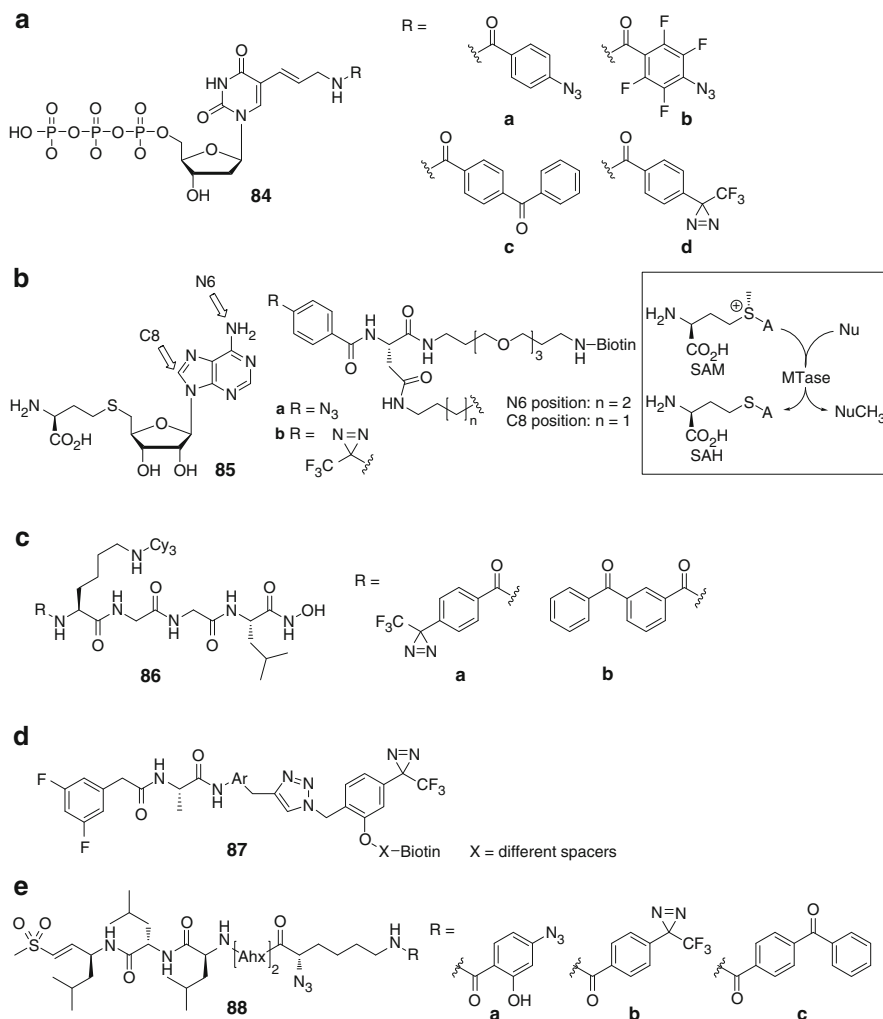 a
R =
O
N3
a
O
F
F
F
F
N3
b
O
O
c
O
CF3
N=N
d
O
HN
O
N
N
H
R
O O O
HO P O P O P O
O O O
O
OH
84
b
N6
C8
NH2
N
N
N
N
H2N
CO2H
S
O
OH OH
85
R
O
H
N
O
N
H
O
3
N
H
Biotin
O
HN
n
a R = N3
b R =
N=N
F3C
N6 position: n = 2
C8 position: n = 1
H2N
CO2H
S
⊕
A
SAM
Nu
MTase
H2N
CO2H
S
A
SAH
NuCH3
c
H
N
Cy3
R
N
H
O
H
N
O
H
N
O
H
N
O
N
H
OH
86
R =
F3C
N=N
O
a
O
O
b
d
F
F
O
H
N
O
N
H
Ar
N=N
N
N=N
CF3
O
X
Biotin
87
X = different spacers
e
O O
S
H
N
O
N
H
O
H
N
Ahx
2
O
N3
H
N
R
88
R =
N3
O
OH
a
N=N
CF3
O
b
O
O
c